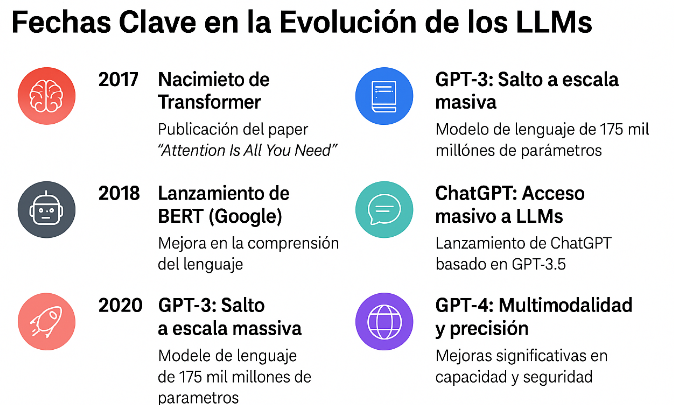 Fechas Clave en la Evolución de los LLMs
2017 Nacimieto de
Transformer
Publicación del paper
“Attention Is All You Need”
2018 Lanzamiento de
BERT (Google)
Mejora en la comprensión
del lenguaje
2020 GPT-3: Salto
a escala massiva
Modele de lenguaje
de 175 mil millones de
parametros
GPT-3: Salto a escala
masiva
Modelo de lenguaje de 175 mil
millónes de parámetros
ChatGPT: Acceso
masivo a LLMs
Lanzamiento de ChatGPT
basado en GPT-3.5
GPT-4: Multimodalidad
y precisión
Mejoras significativas en
capacidad y seguridad